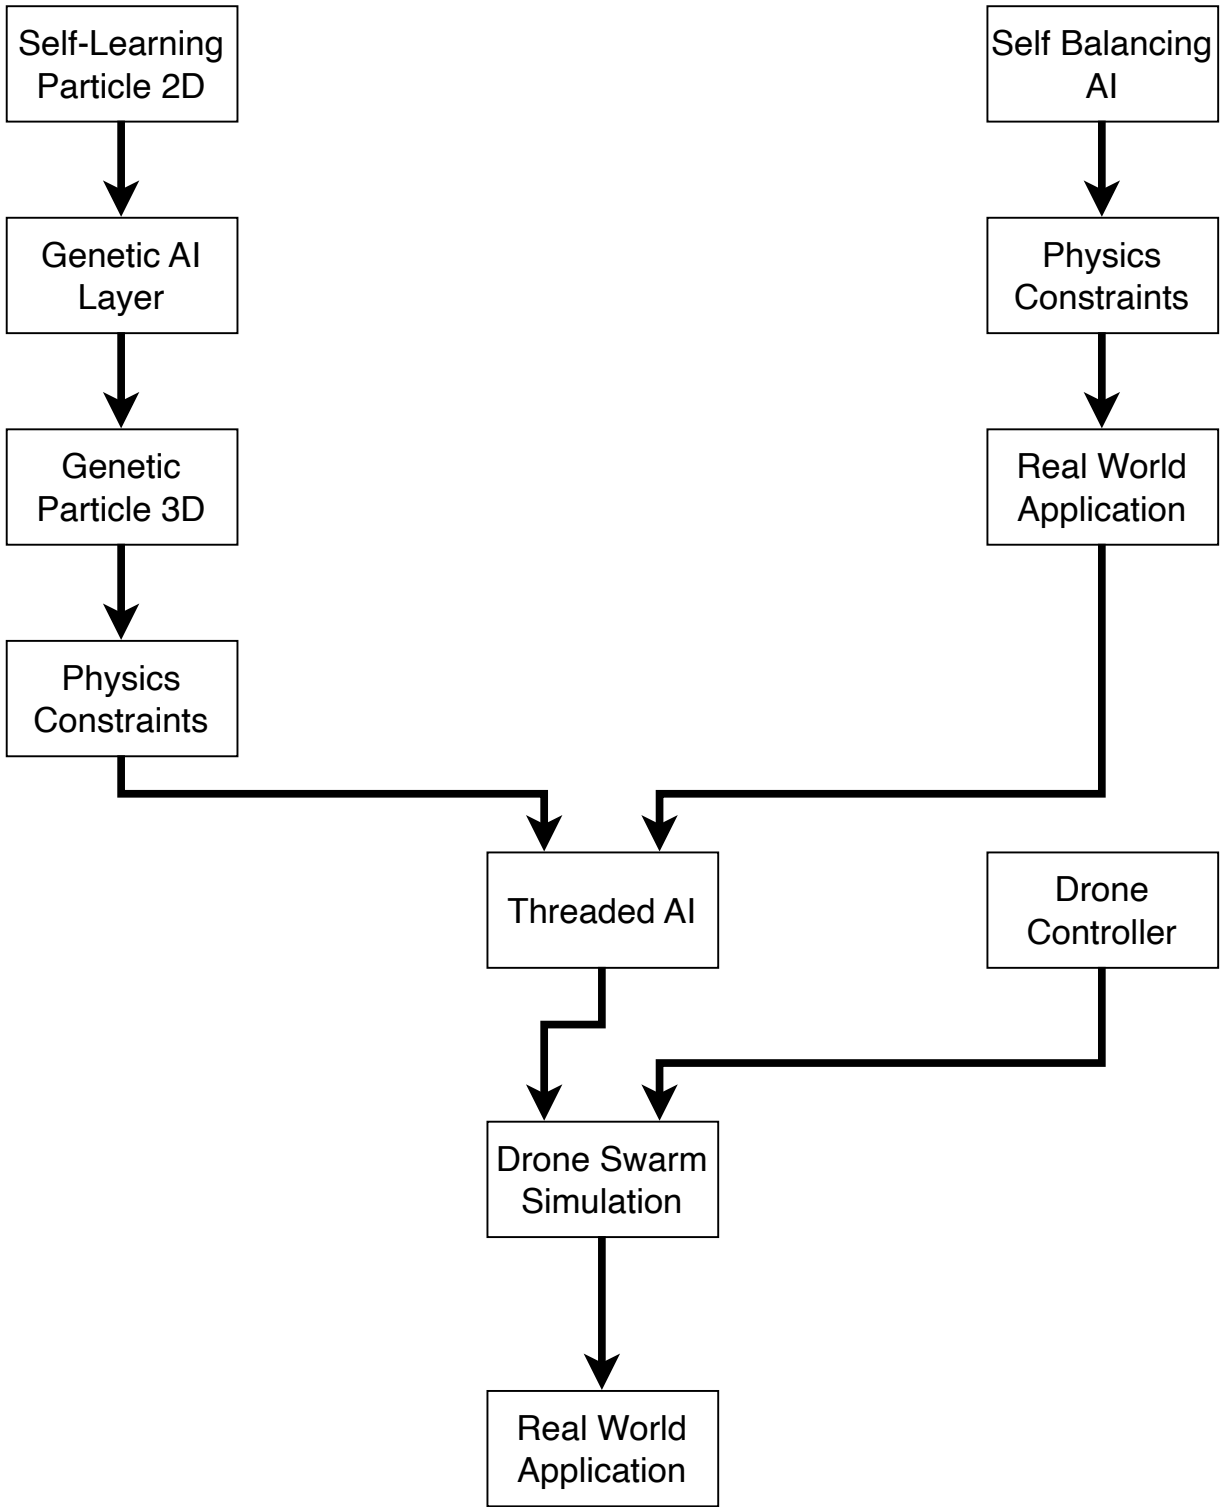 Self-Learning
Particle 2D
Self Balancing
AI
Genetic AI
Layer
Physics
Constraints
Genetic
Particle 3D
Real World
Application
Physics
Constraints
Threaded AI
Drone
Controller
Drone Swarm
Simulation
Real World
Application